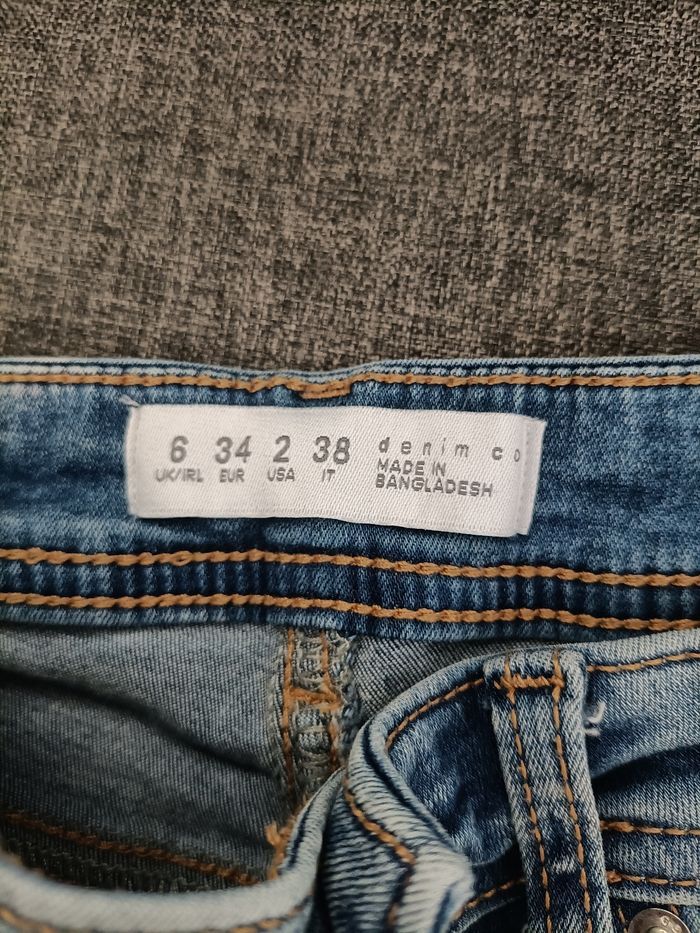 6 34 2 38 denim co
UK/IRL EUR USA IT MADE IN
BANGLADESH